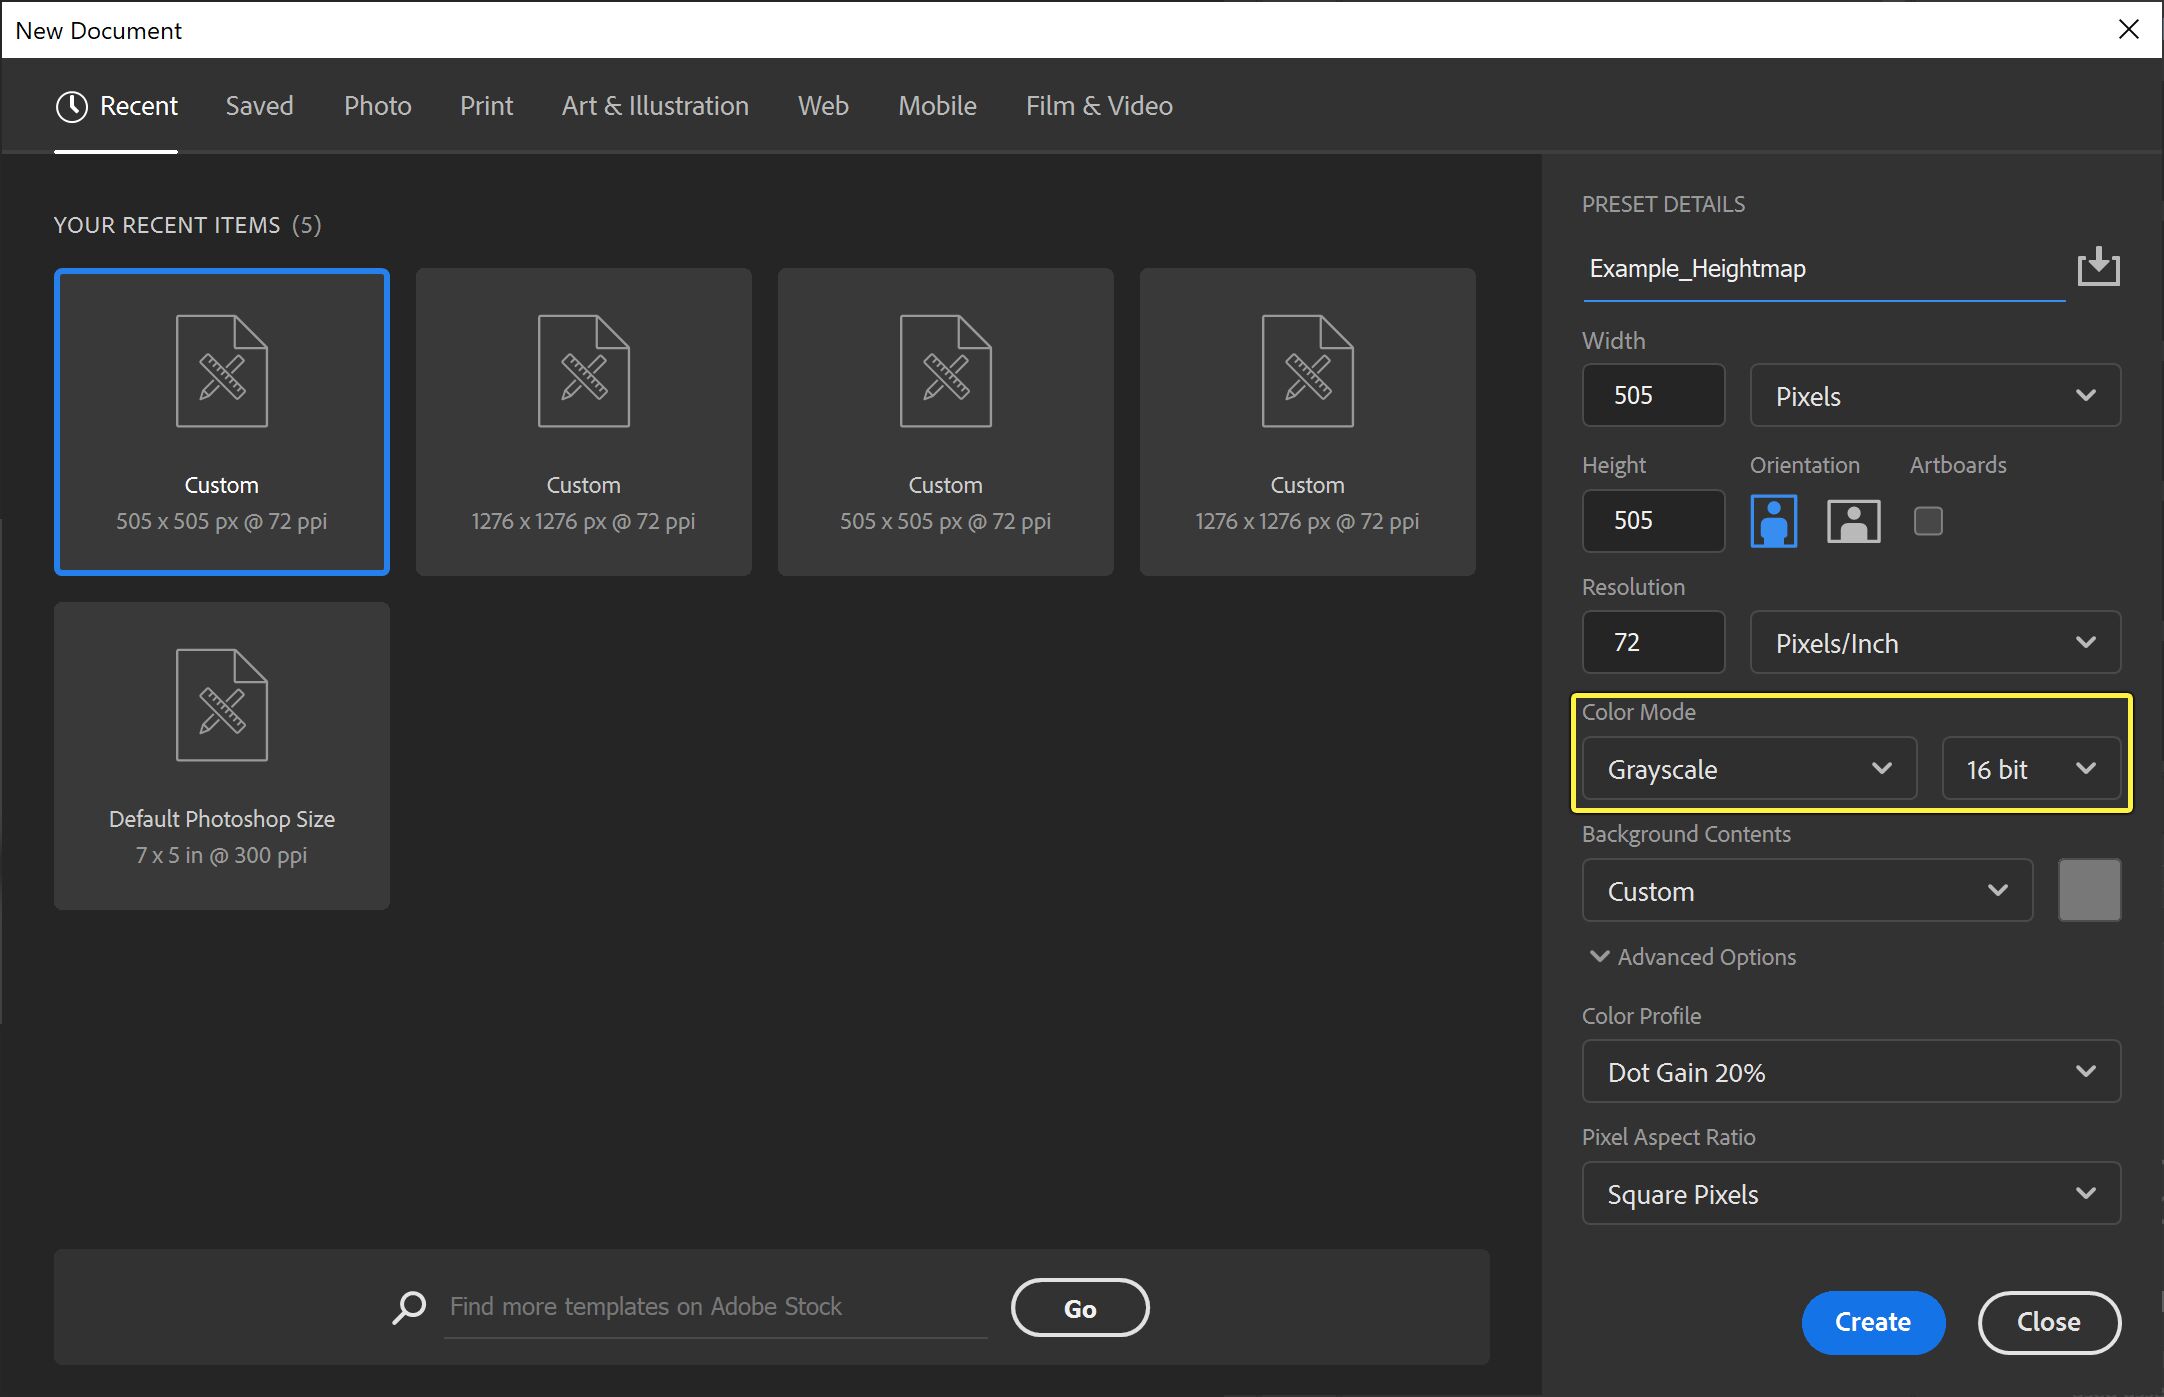 New Document
Recent Saved Photo Print Art & Illustration Web Mobile Film & Video
YOUR RECENT ITEMS (5)
Custom
505 x 505 px @ 72 ppi
Custom
1276 x 1276 px @ 72 ppi
Custom
505 x 505 px @ 72 ppi
Custom
1276 x 1276 px @ 72 ppi
Default Photoshop Size
7 x 5 in @ 300 ppi
Find more templates on Adobe Stock
Go
PRESET DETAILS
Example_Heightmap
Width
505 Pixels
Height Orientation Artboards
505
Resolution
72 Pixels/Inch
Color Mode
Grayscale 16 bit
Background Contents
Custom
Advanced Options
Color Profile
Dot Gain 20%
Pixel Aspect Ratio
Square Pixels
Create Close